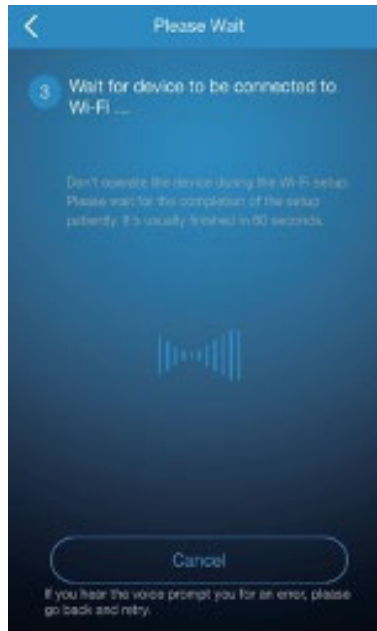 Please Wait
3 Wait for device to be connected to
Wi-Fi ...
Don't operate the device during the Wi-Fi setup.
Please wait for the completion of the setup
patiently. It's usually finished in 60 seconds.
Cancel
If you hear the voice prompt you for an error, please
go back and retry.